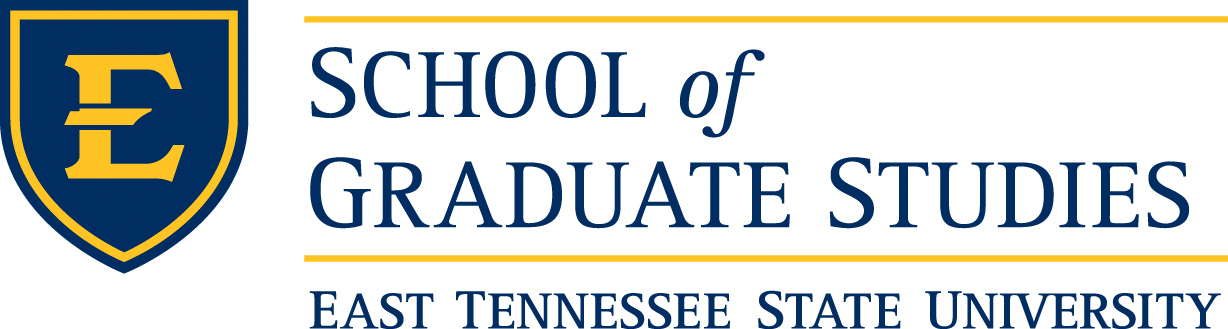 E
SCHOOL of
GRADUATE STUDIES
EAST TENNESSEE STATE UNIVERSITY